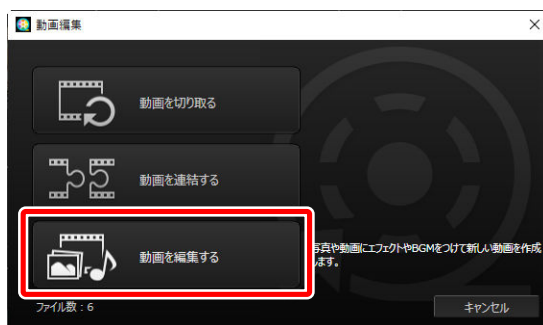 動画編集
動画を切り取る
動画を連結する
動画を編集する
写真や動画にエフェクトやBGMをつけて新しい動画を作成
します。
ファイル数:6
キャンセル